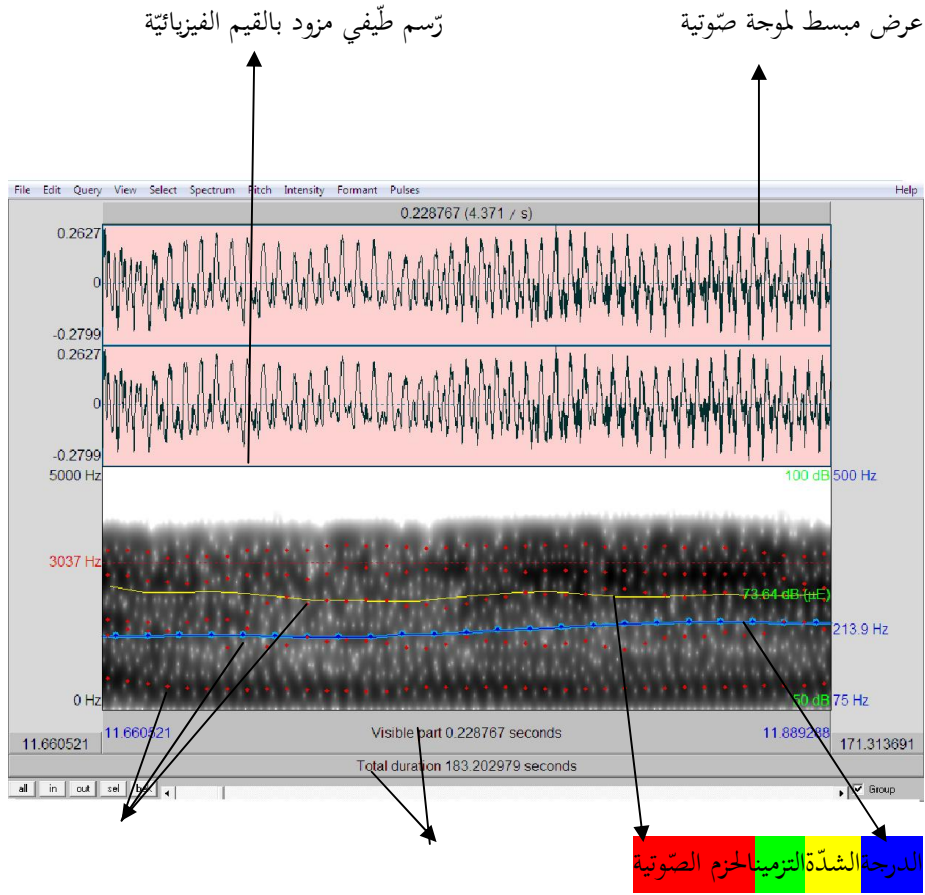 عرض مبسط لموجة صّوتية
رّسم طّيفي مزود بالقيم الفيزيائيّة
File Edit Query View Select Spectrum Pitch Intensity Formant Pulses Help
0.228767 (4.371 / s)
0.2627
0
-0.2799
0.2627
0
-0.2799
5000 Hz 100 dB 500 Hz
3037 Hz
73.64 dB (µE)
213.9 Hz
0 Hz 50 dB 75 Hz
11.660521 11.660521 Visible part 0.228767 seconds 11.889288 171.313691
Total duration 183.202979 seconds
all in out sel bak Group
الدرجة الشدّة التزمين الحزم الصّوتية